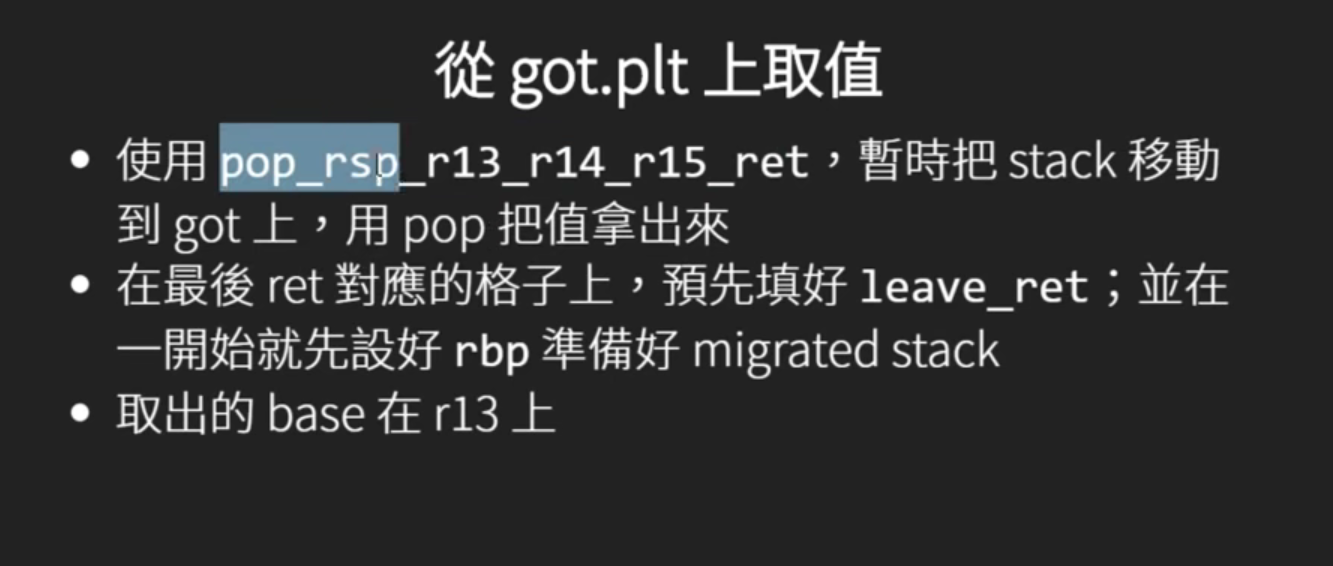 從 got.plt 上取值
• 使用 pop_rsp_r13_r14_r15_ret，暫時把 stack 移動
到 got 上，用 pop 把值拿出來
• 在最後 ret 對應的格子上，預先填好 leave_ret；並在
一開始就先設好 rbp 準備好 migrated stack
• 取出的 base 在 r13 上